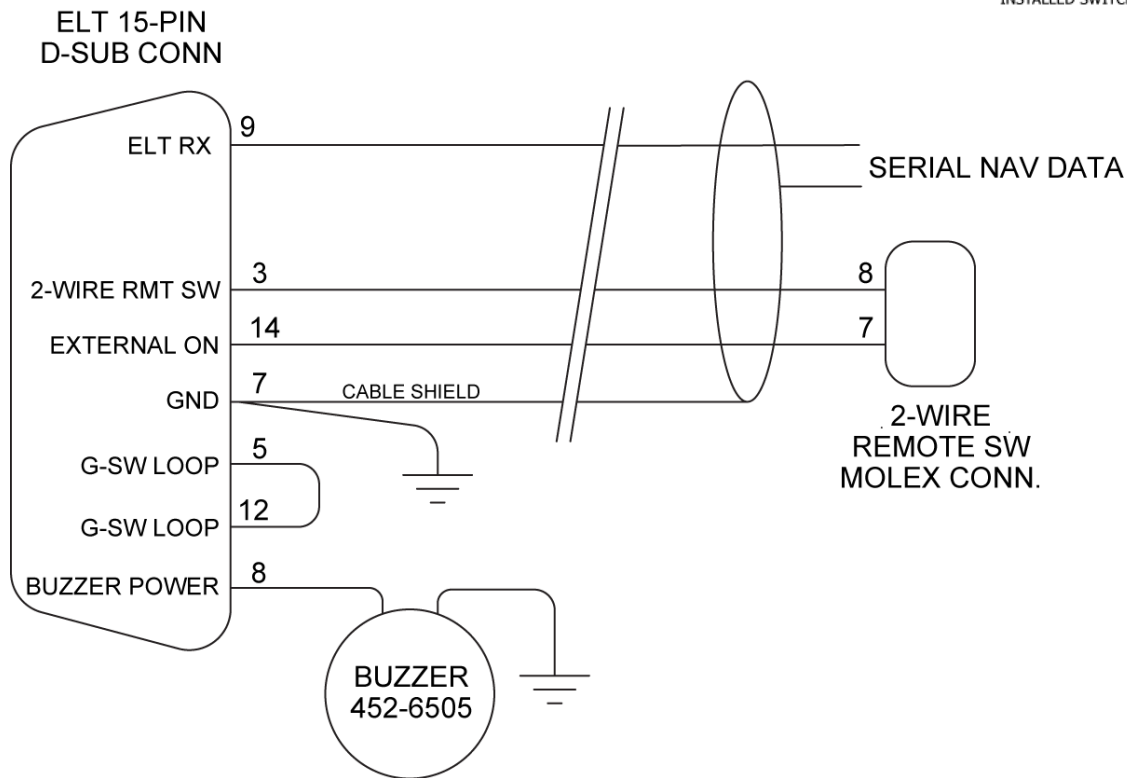 INSTALLED SWITC
ELT 15-PIN
D-SUB CONN
ELT RX
9
SERIAL NAV DATA
2-WIRE RMT SW
3
8
EXTERNAL ON
14
7
GND
7
CABLE SHIELD
G-SW LOOP
5
G-SW LOOP
12
2-WIRE
REMOTE SW
MOLEX CONN.
BUZZER POWER
8
BUZZER
452-6505